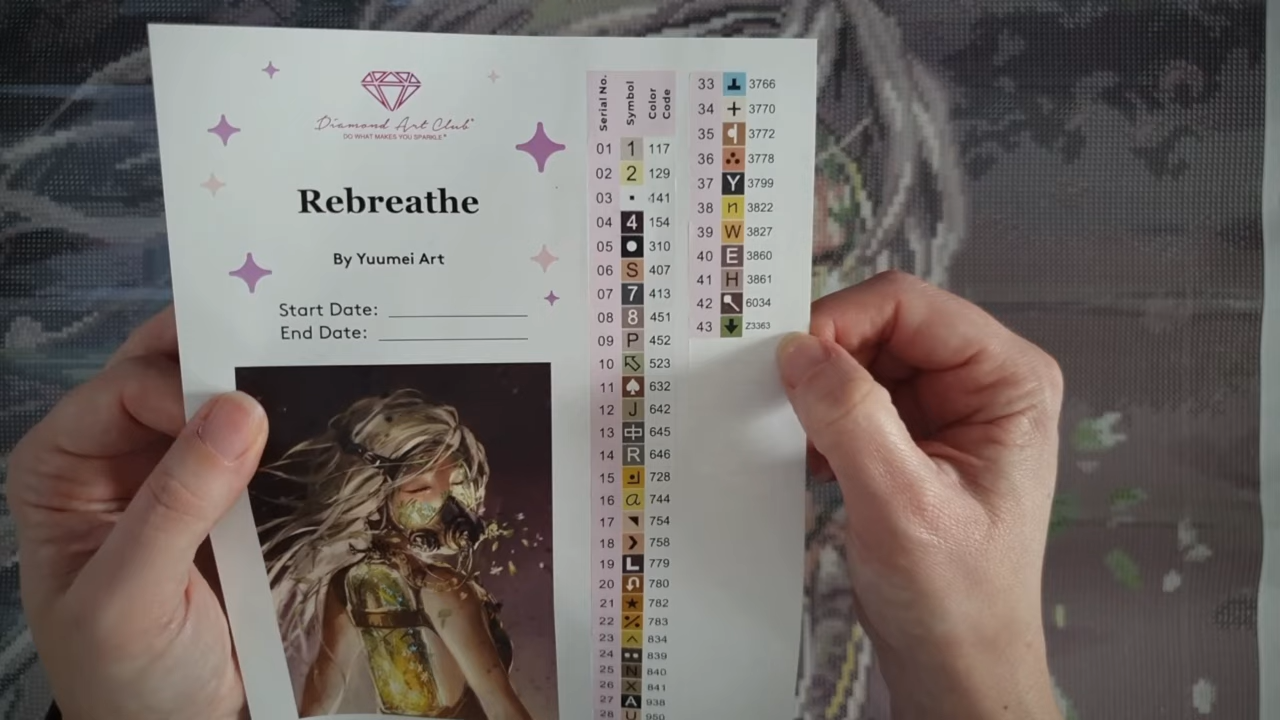 Diamond Art Club
DO WHAT MAKES YOU SPARKLE
Rebreathe
By Yuumei Art
Start Date:
End Date:
Serial No. Symbol Color Code
01 1 117
02 2 129
03 141
04 4 154
05 310
06 S 407
07 7 413
08 8 451
09 P 452
10 523
11 ♠ 632
12 J 642
13 中 645
14 R 646
15 728
16 a 744
17 754
18 758
19 L 779
20 780
21 ★ 782
22 783
23 834
24 839
25 N 840
26 X 841
27 A 938
28 U 950
33 3766
34 + 3770
35 3772
36 3778
37 Y 3799
38 n 3822
39 W 3827
40 E 3860
41 H 3861
42 6034
43 Z3363